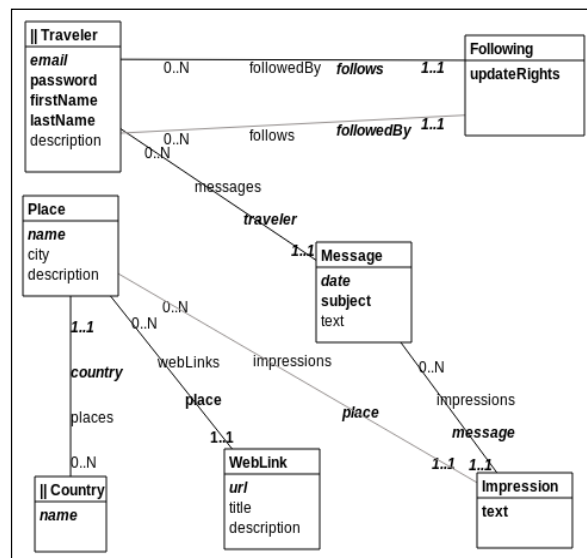 || Traveler
email
password
firstName
lastName
description
0..N
followedBy
follows
1..1
Following
updateRights
0..N
follows
followedBy
1..1
0..N
messages
traveler
1..1
Place
name
city
description
Message
date
subject
text
0..N
0..N
1..1
country
places
0..N
webLinks
place
1..1
impressions
place
1..1
0..N
impressions
message
1..1
|| Country
name
WebLink
url
title
description
Impression
text